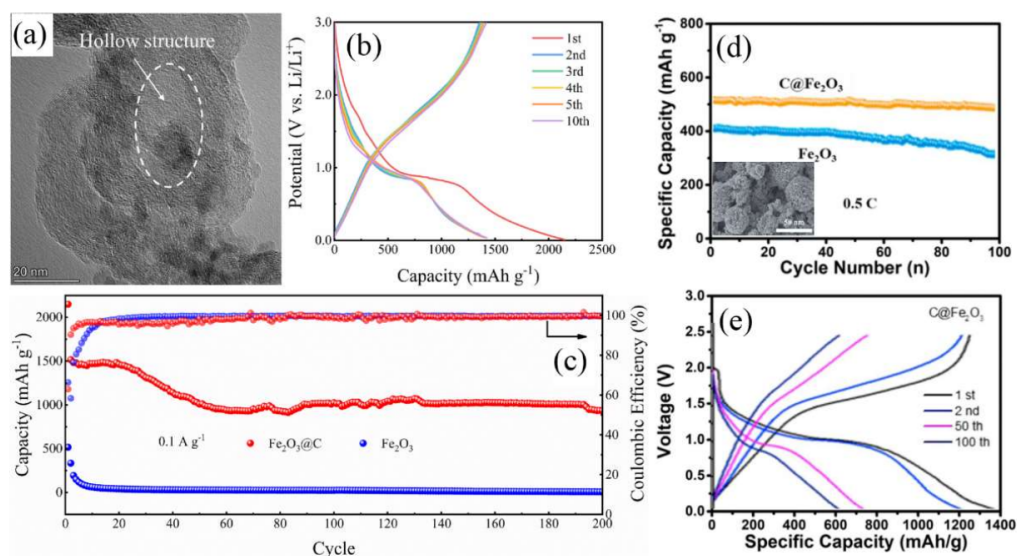 (a)
Hollow structure
20 nm
(b)
Potential (V vs. Li/Li⁺)
3.0
2.0
1.0
0.0
1st
2nd
3rd
4th
5th
10th
0 500 1000 1500 2000 2500
Capacity (mAh g⁻¹)
(d)
Specific Capacity (mAh g⁻¹)
800
600
400
200
0
C@Fe₂O₃
Fe₂O₃
0.5 C
0 20 40 60 80 100
Cycle Number (n)
(c)
Capacity (mAh g⁻¹)
2000
1500
1000
500
0
0.1 A g⁻¹
Fe₂O₃@C
Fe₂O₃
Coulombic Efficiency (%)
100
80
60
40
20
0
0 20 40 60 80 100 120 140 160 180 200
Cycle
(e)
C@Fe₂O₃
Voltage (V)
3.0
2.5
2.0
1.5
1.0
0.5
0.0
1 st
2 nd
50 th
100 th
0 200 400 600 800 1000 1200 1400
Specific Capacity (mAh/g)